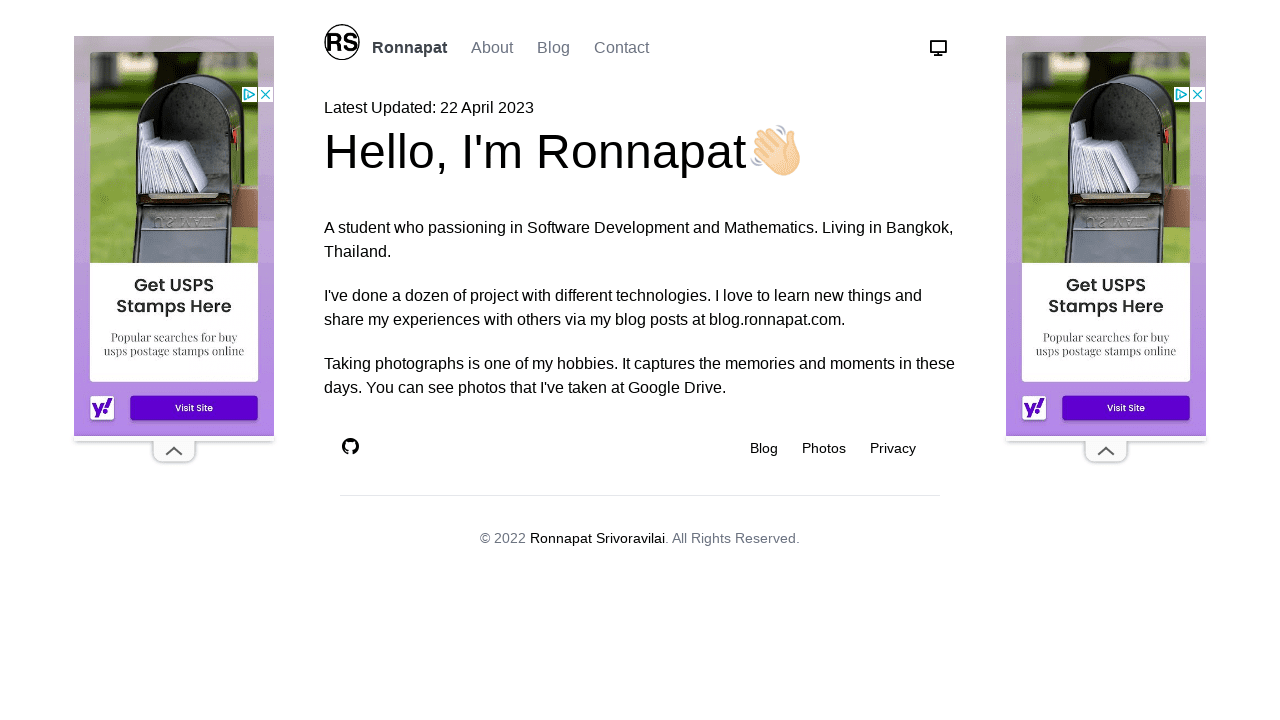 RS
Ronnapat About Blog Contact
Latest Updated: 22 April 2023
Hello, I'm Ronnapat
A student who passioning in Software Development and Mathematics. Living in Bangkok,
Thailand.
I've done a dozen of project with different technologies. I love to learn new things and
share my experiences with others via my blog posts at blog.ronnapat.com.
Taking photographs is one of my hobbies. It captures the memories and moments in these
days. You can see photos that I've taken at Google Drive.
Blog Photos Privacy
© 2022 Ronnapat Srivoravilai. All Rights Reserved.
Get USPS
Stamps Here
Popular searches for buy
usps postage stamps online
y!
Visit Site
Get USPS
Stamps Here
Popular searches for buy
usps postage stamps online
y!
Visit Site